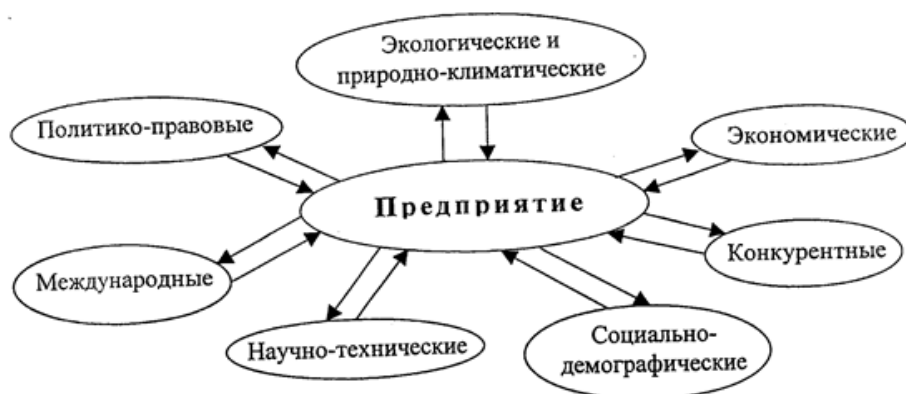 Экологические и
природно-климатические
Политико-правовые
Экономические
Предприятие
Международные
Конкурентные
Научно-технические
Социально-
демографические